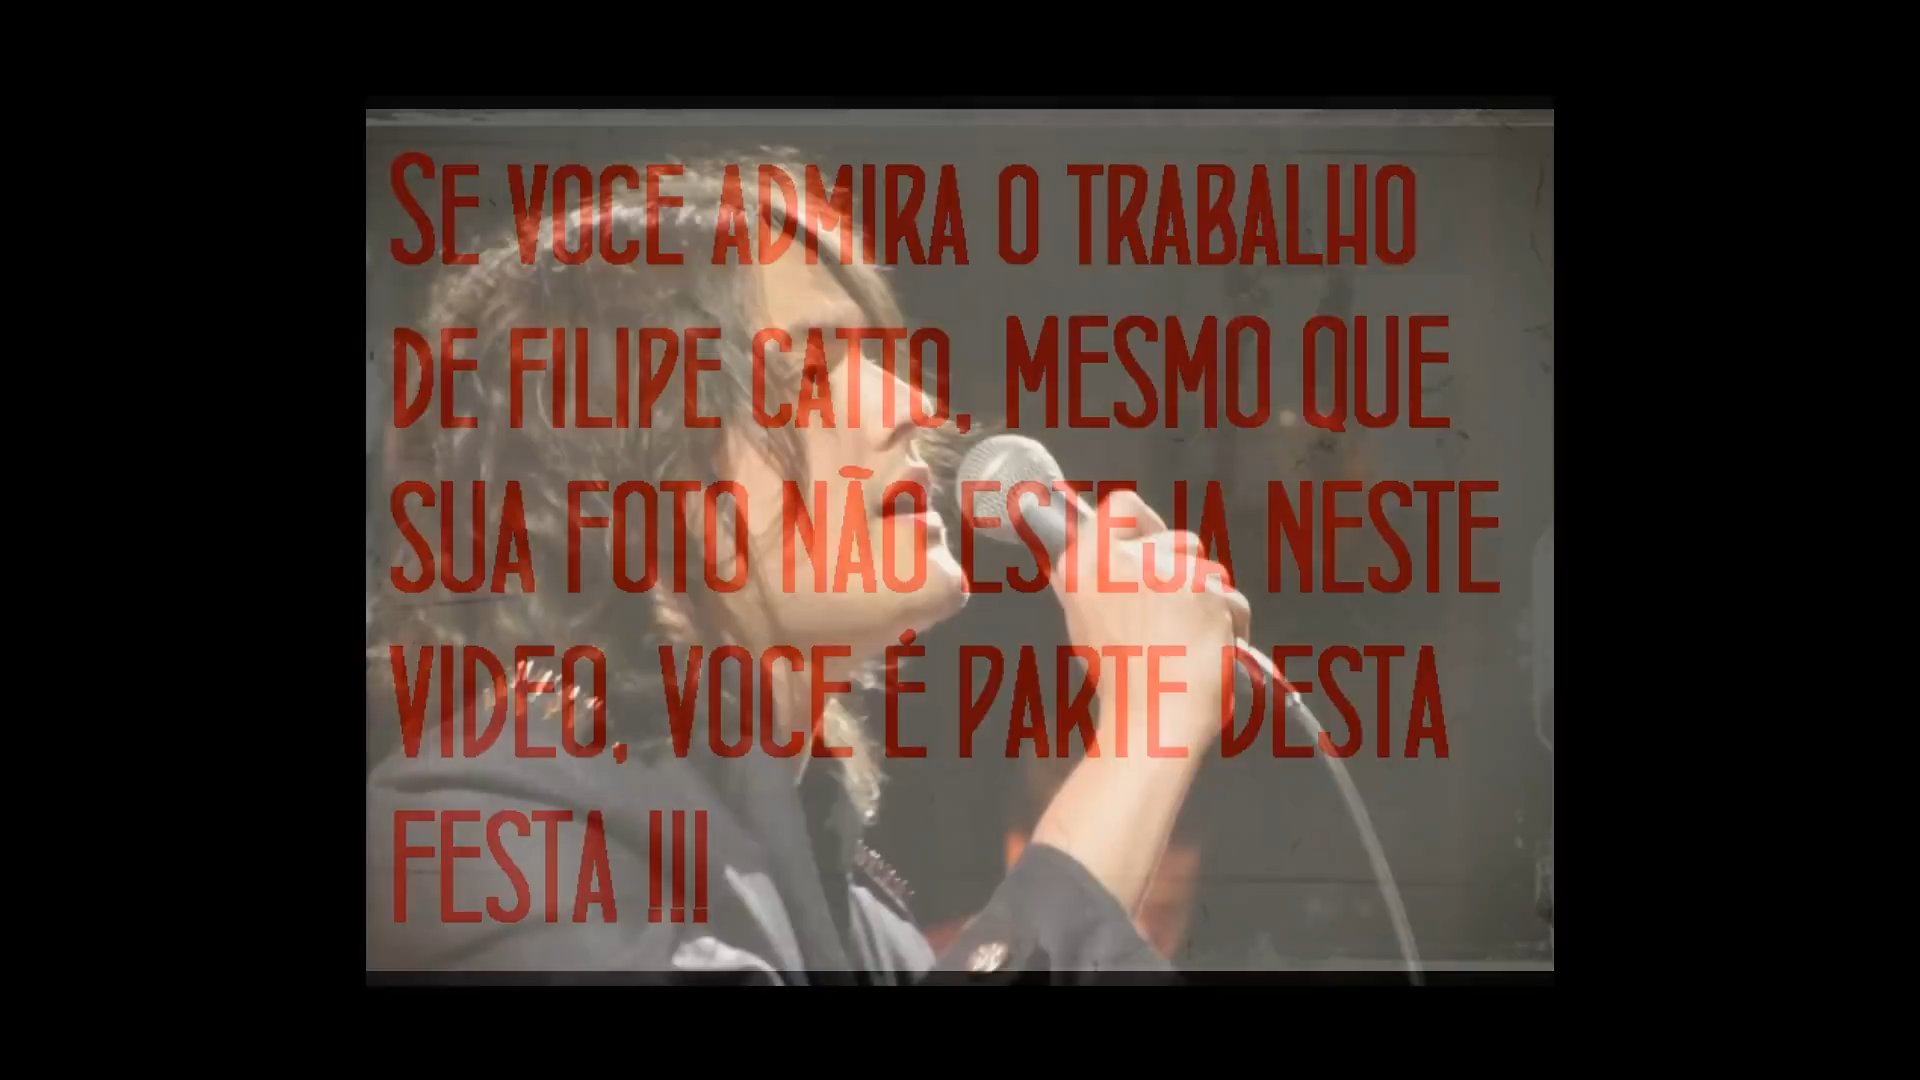 SE VOCE ADMIRA O TRABALHO
DE FILIPE CATTO, MESMO QUE
SUA FOTO NÃO ESTEJA NESTE
VIDEO, VOCE É PARTE DESTA
FESTA !!!